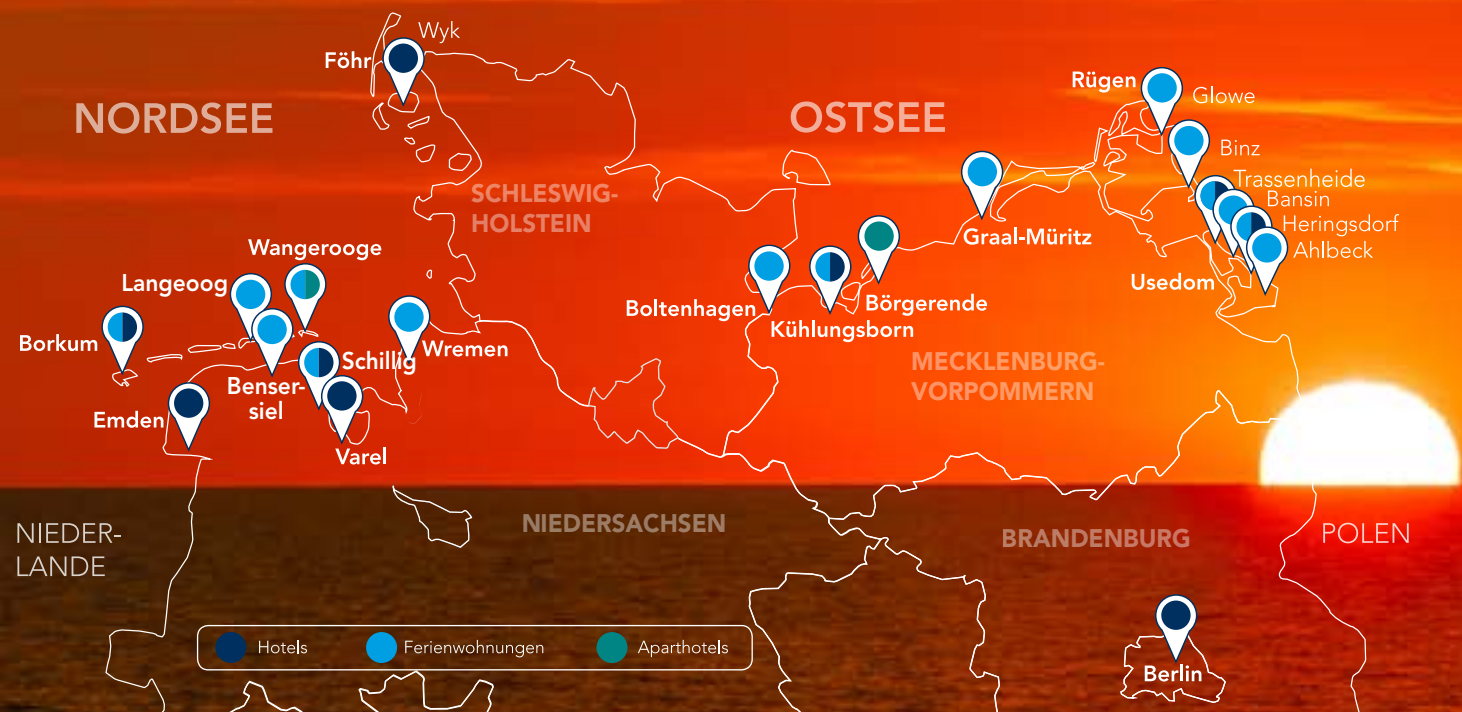 Wyk
Föhr
NORDSEE
OSTSEE
Rügen
Glowe
Binz
Trassenheide
Bansin
Heringsdorf
Ahlbeck
Usedom
SCHLESWIG-
HOLSTEIN
Graal-Müritz
Wangerooge
Langeoog
Boltenhagen
Börgerende
Kühlungsborn
Borkum
Schillig
Wremen
Benser-
siel
Emden
Varel
MECKLENBURG-
VORPOMMERN
NIEDER-
LANDE
NIEDERSACHSEN
BRANDENBURG
POLEN
Hotels
Ferienwohnungen
Aparthotels
Berlin